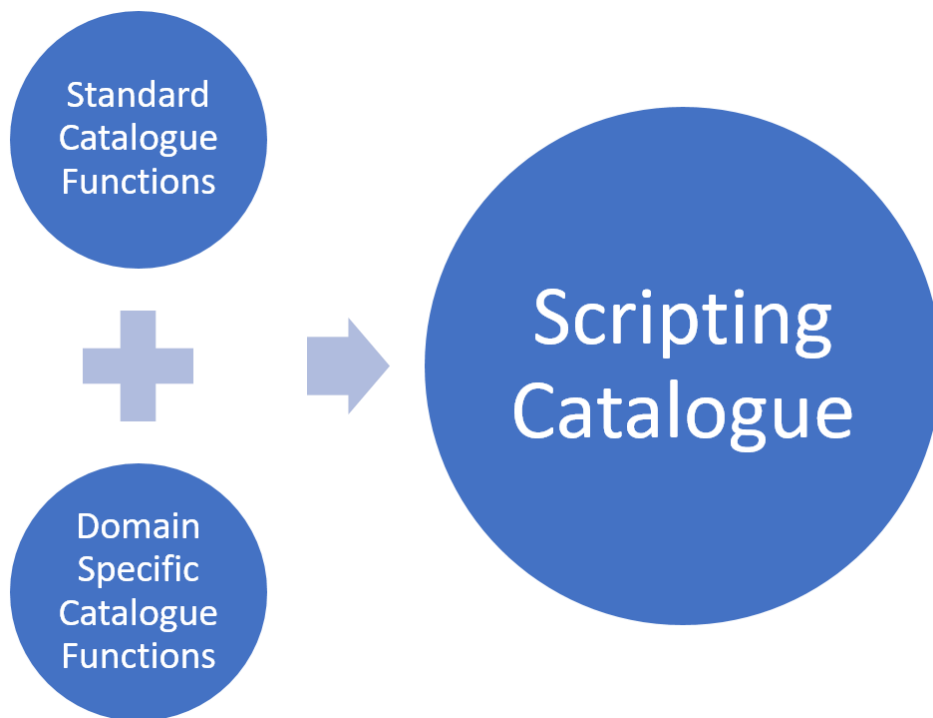 Standard
Catalogue
Functions
Domain
Specific
Catalogue
Functions
Scripting
Catalogue